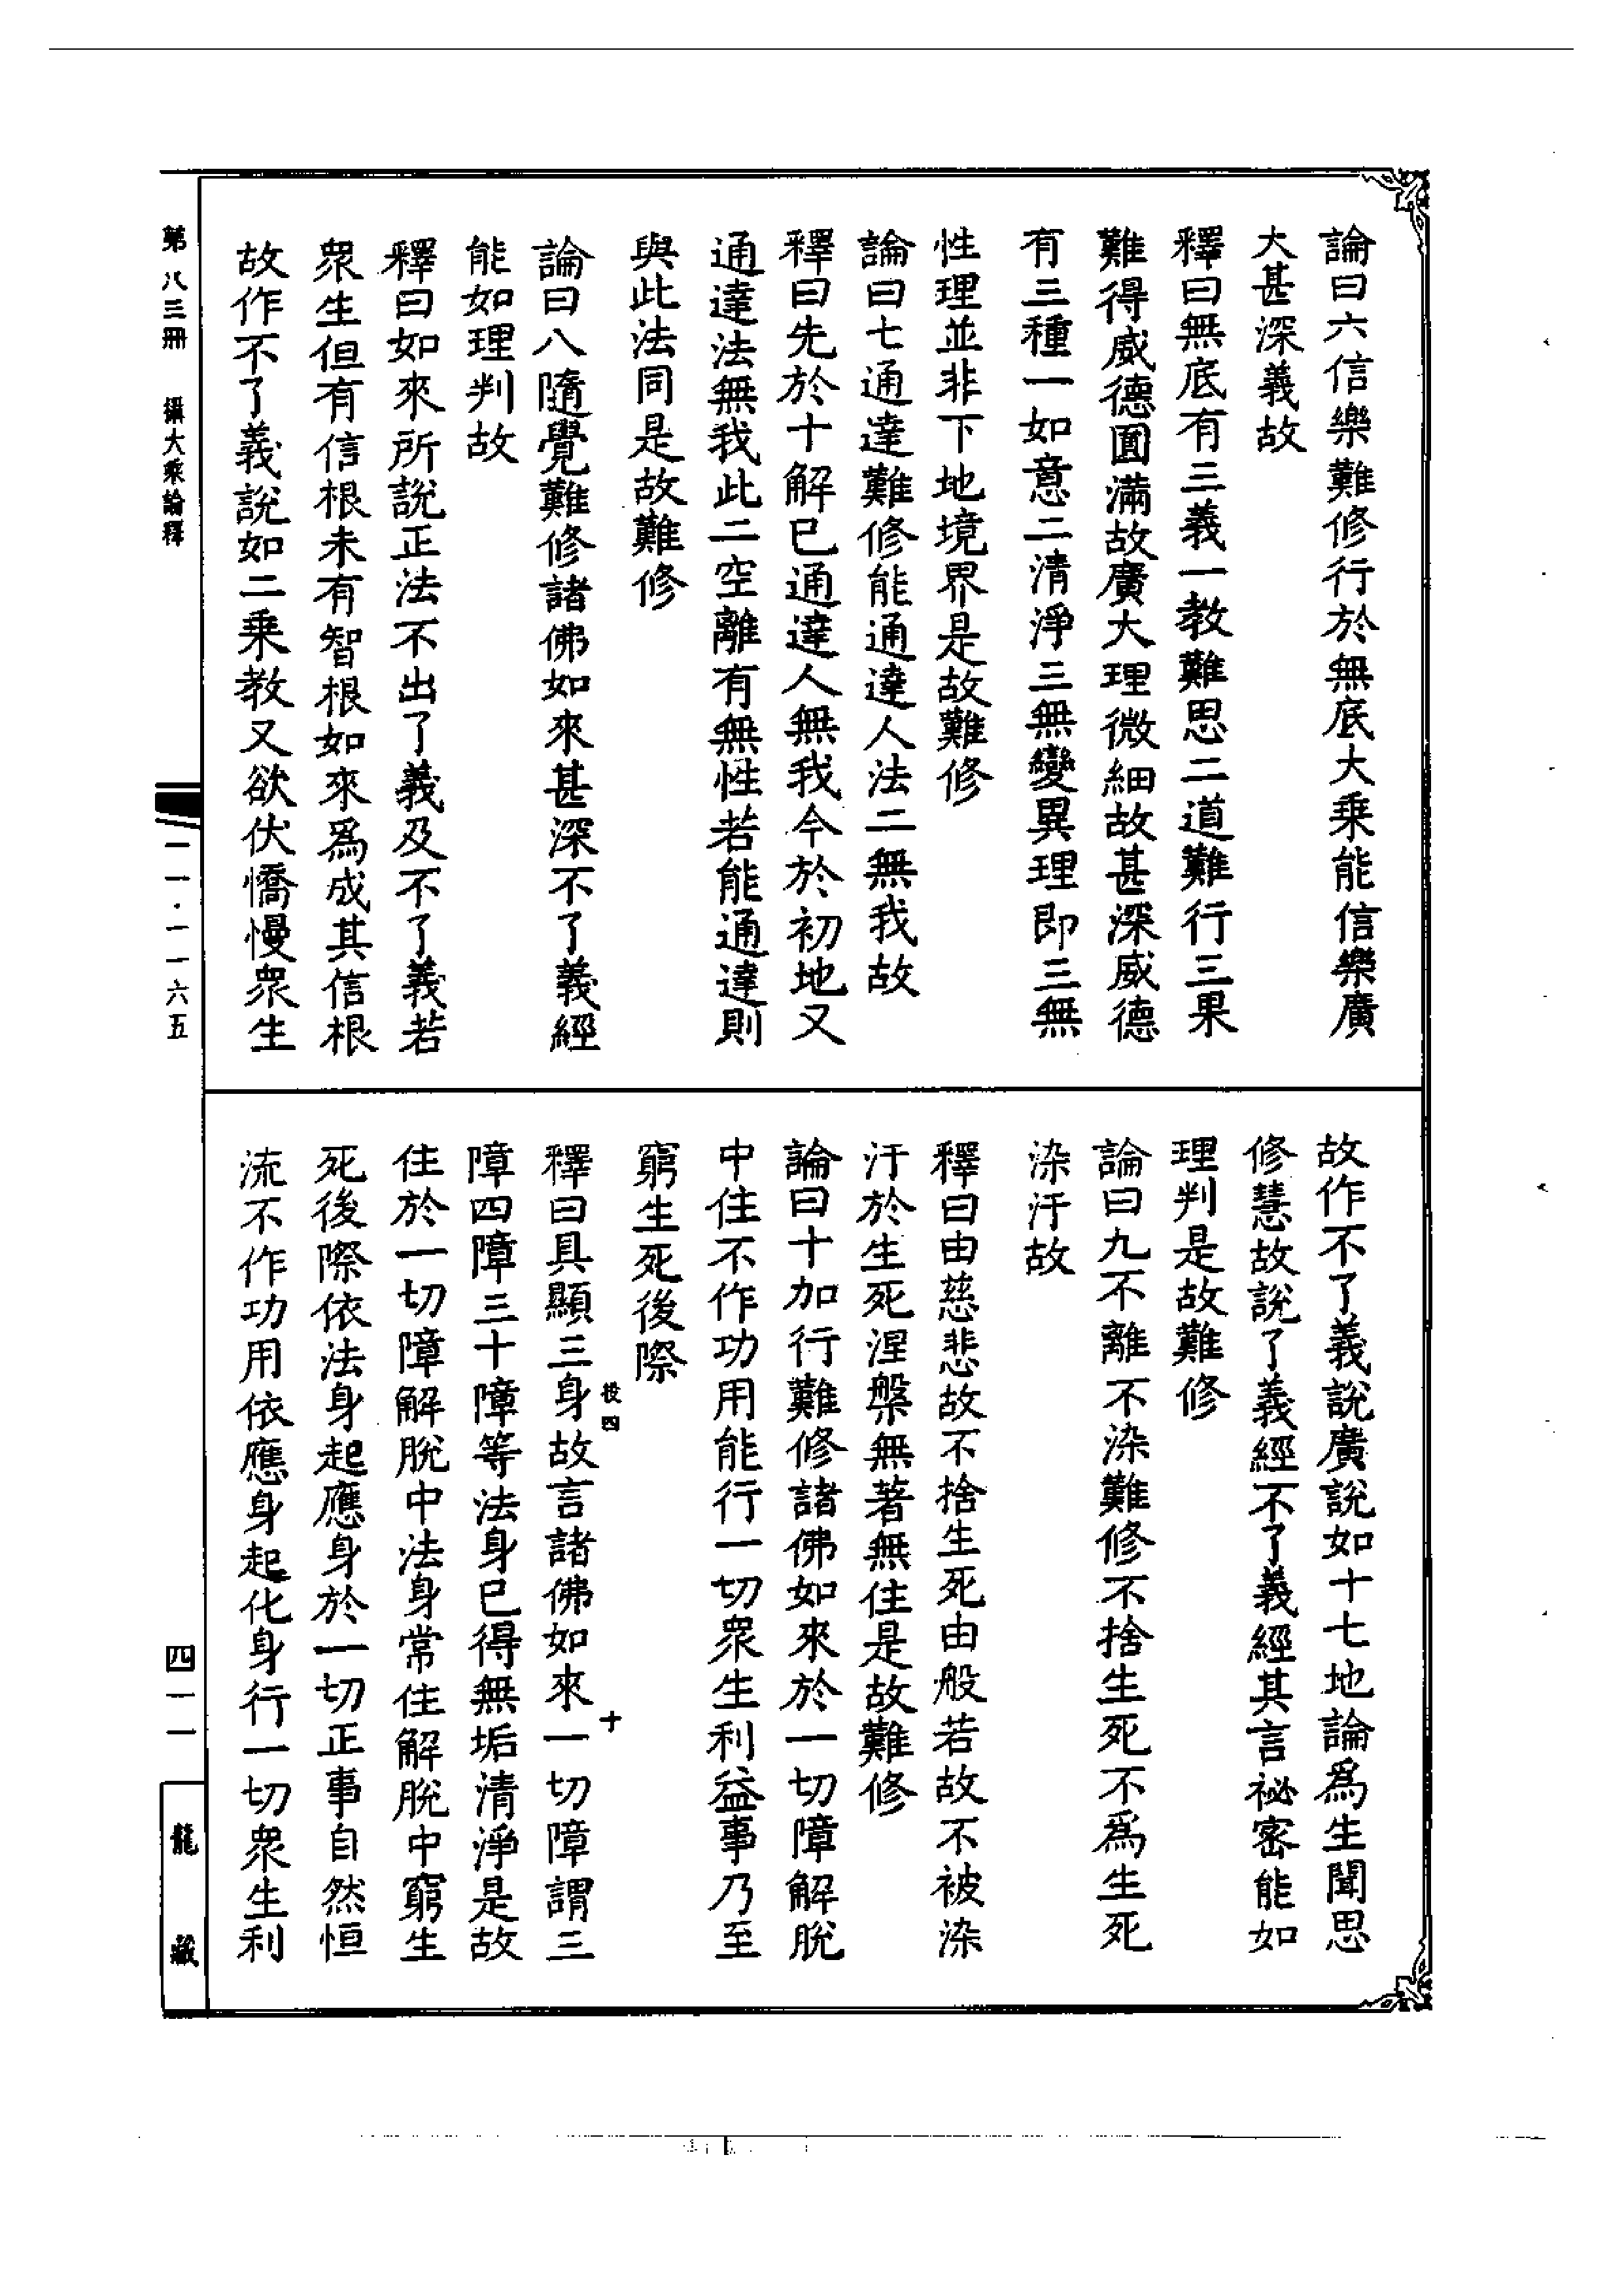 論曰六信樂難修行於無底大乗能信樂廣
大甚深義故
釋曰無底有三義一教難思二道難行三果
難得威德圓滿故廣大理微細故甚深威德
有三種一如意二清淨三無變異理即三無
性理並非下地境界是故難修
論曰七通達難修能通達人法二無我故
釋曰先於十解已通達人無我今於初地又
通達法無我此二空離有無性若能通達則
與此法同是故難修
論曰八隨覺難修諸佛如來甚深不了義經
能如理判故
釋曰如來所說正法不出了義及不了義若
衆生但有信根未有智根如來爲成其信根
故作不了義說如二乗教又欲伏憍慢衆生
故作不了義說廣說如十七地論爲生聞思
修慧故說了義經不了義經其言祕密能如
理判是故難修
論曰九不離不染難修不捨生死不爲生死
染汙故
釋曰由慈悲故不捨生死由般若故不被染
汙於生死涅槃無著無住是故難修
論曰十加行難修諸佛如來於一切障解脫
中住不作功用能行一切衆生利益事乃至
窮生死後際
釋曰具顯三身故言諸佛如來一切障謂三
障四障三十障等法身已得無垢清淨是故
住於一切障解脫中法身常住解脫中窮生
死後際依法身起應身於一切正事自然恒
流不作功用依應身起化身行一切衆生利
第八三冊 攝大乘論釋
一一·一一六五
四一一
龍藏
十